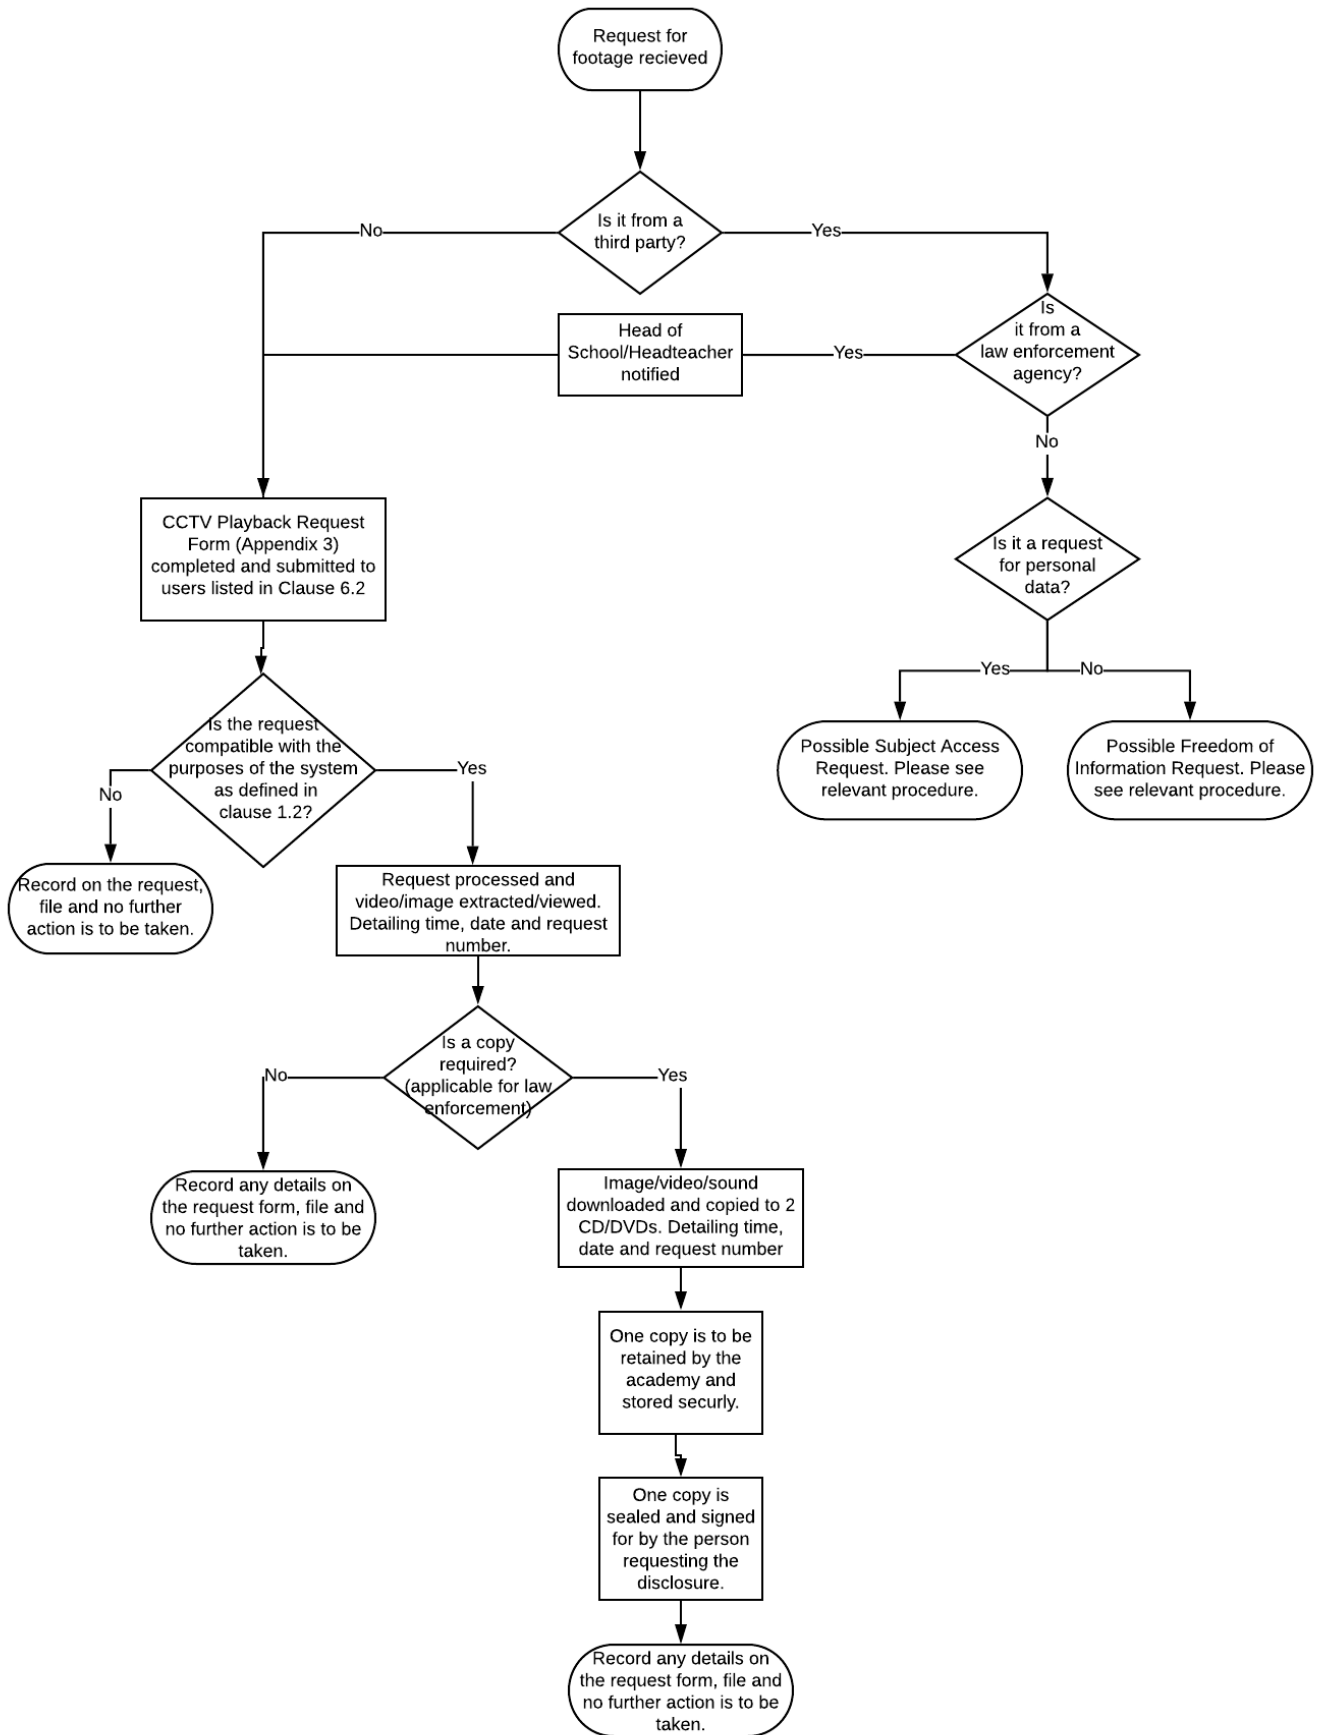 Request for
footage recieved
Is it from a
third party?
No
Yes
Is
it from a
law enforcement
agency?
Head of
School/Headteacher
notified
Yes
No
CCTV Playback Request
Form (Appendix 3)
completed and submitted to
users listed in Clause 6.2
Is it a request
for personal
data?
Yes
No
Possible Subject Access
Request. Please see
relevant procedure.
Possible Freedom of
Information Request. Please
see relevant procedure.
Is the request
compatible with the
purposes of the system
as defined in
clause 1.2?
No
Yes
Record on the request,
file and no further
action is to be taken.
Request processed and
video/image extracted/viewed.
Detailing time, date and request
number.
Is a copy
required?
(applicable for law
enforcement)
No
Yes
Record any details on
the request form, file and
no further action is to be
taken.
Image/video/sound
downloaded and copied to 2
CD/DVDs. Detailing time,
date and request number
One copy is to be
retained by the
academy and
stored securly.
One copy is
sealed and signed
for by the person
requesting the
disclosure.
Record any details on
the request form, file and
no further action is to be
taken.